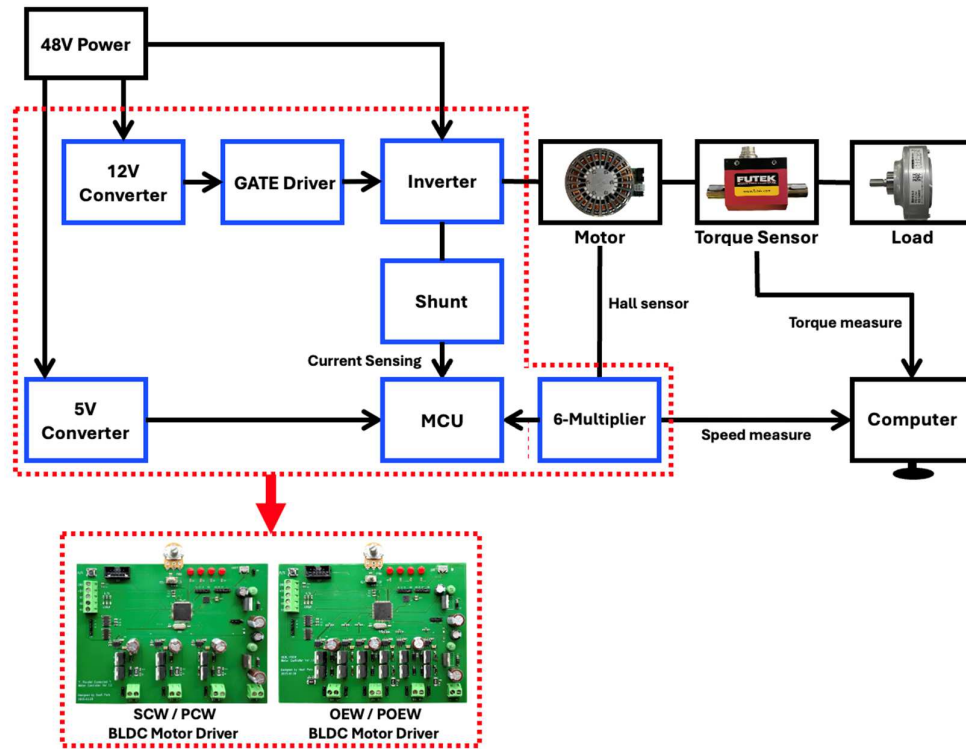 48V Power
12V
Converter
GATE Driver
Inverter
FUTEK
Motor
Torque Sensor
Load
Shunt
Hall sensor
Torque measure
Current Sensing
5V
Converter
MCU
6-Multiplier
Speed measure
Computer
SCW / PCW
BLDC Motor Driver
OEW / POEW
BLDC Motor Driver